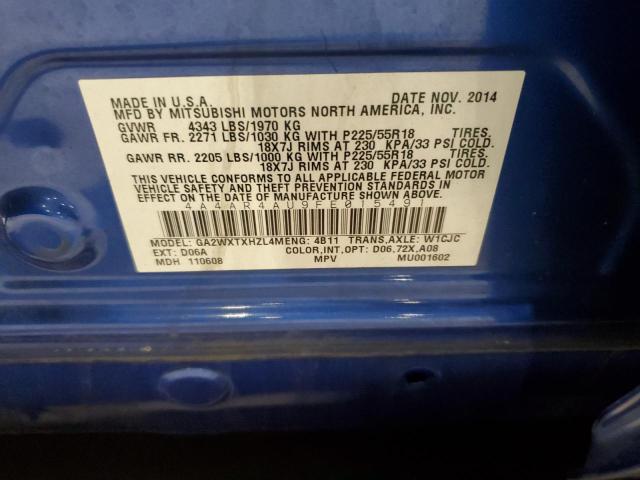 MADE IN U.S.A. DATE NOV. 2014
MFD BY MITSUBISHI MOTORS NORTH AMERICA, INC.
GVWR 4343 LBS/1970 KG
GAWR FR. 2271 LBS/1030 KG WITH P225/55R18 TIRES.
18X7J RIMS AT 230 KPA/33 PSI COLD.
GAWR RR. 2205 LBS/1000 KG WITH P225/55R18 TIRES.
18X7J RIMS AT 230 KPA/33 PSI COLD.
THIS VEHICLE CONFORMS TO ALL APPLICABLE FEDERAL MOTOR
VEHICLE SAFETY AND THEFT PREVENTION STANDARDS IN
EFFECT ON THE DATE OF MANUFACTURE SHOWN ABOVE.
MODEL: GA2WXTXHZL4MENG: 4B11 TRANS,AXLE: W1CJC
EXT: D06A COLOR,INT,OPT: D06,72X,A08
MDH 110608 MPV MU001602